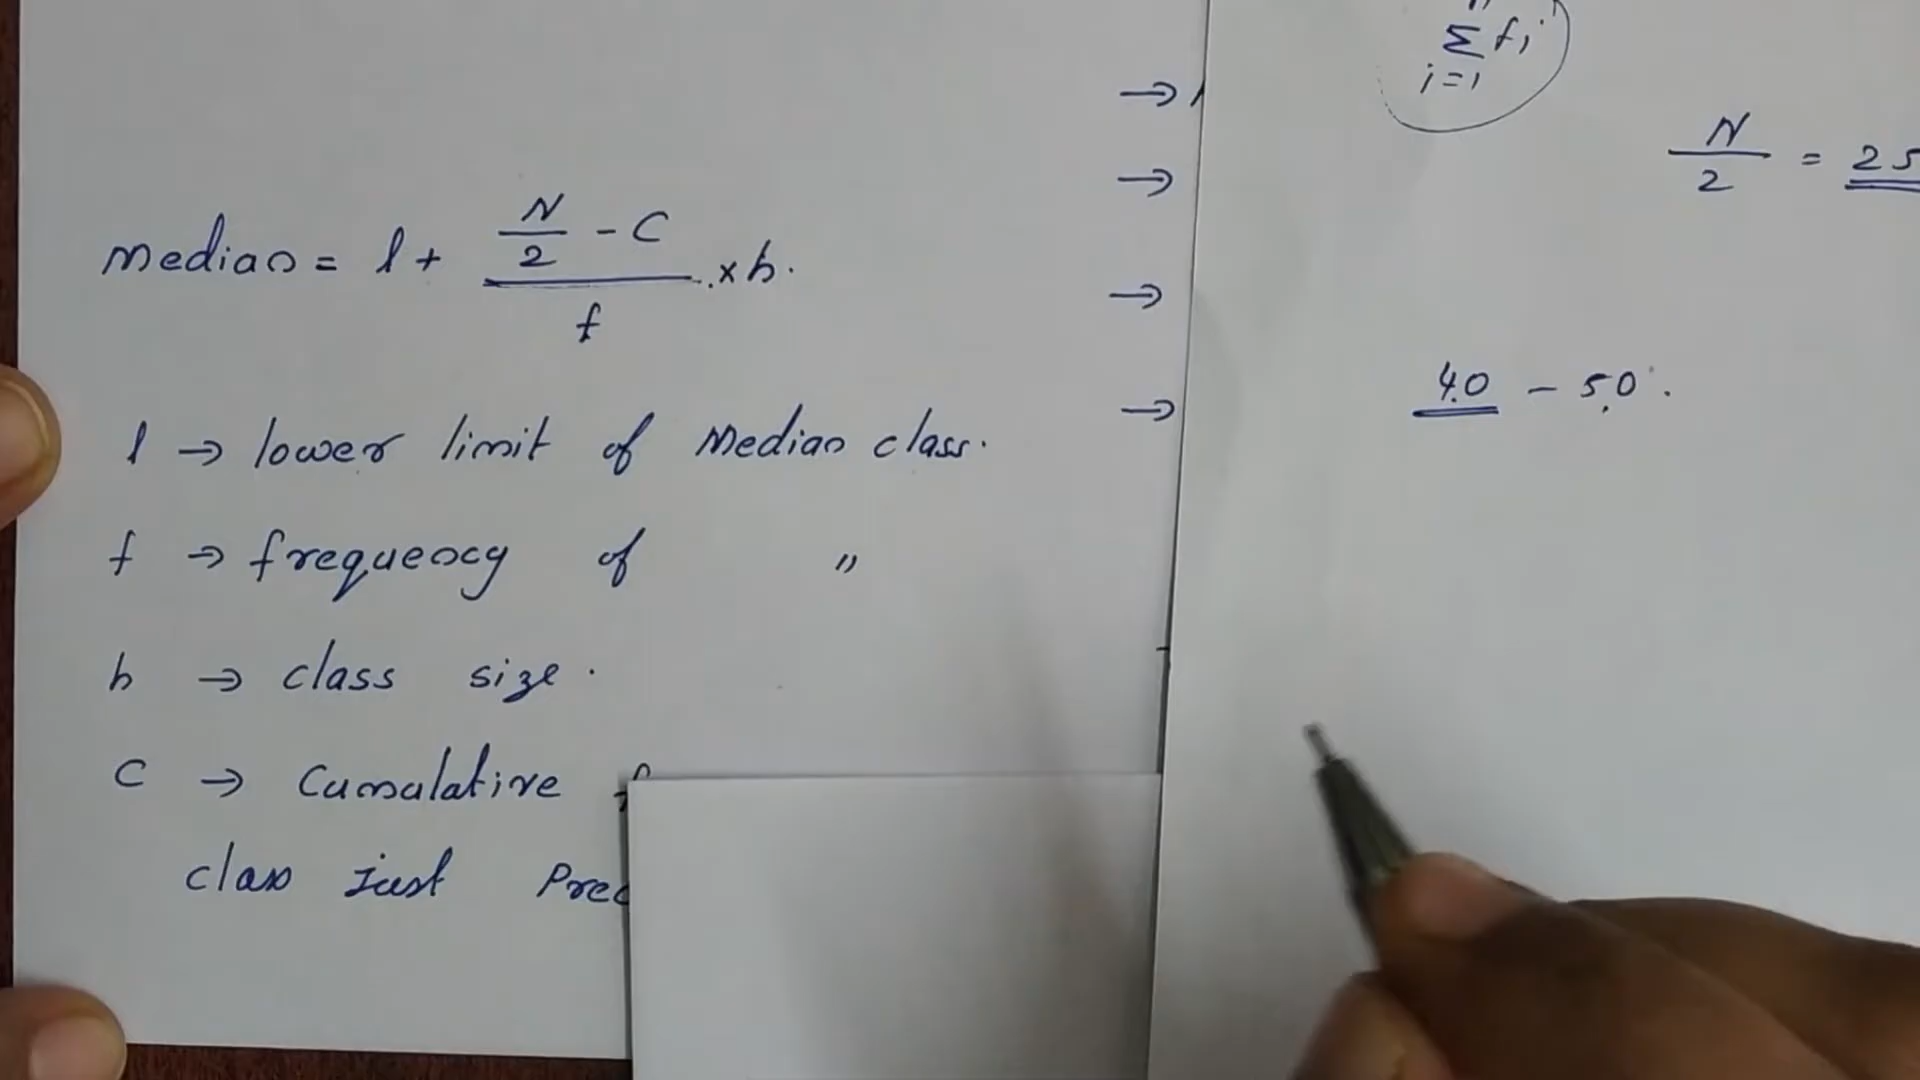 Median = l + (N/2 - C)/f × h.
l → lower limit of Median class.
f → frequency of "
h → class size.
C → Cumulative
class Just
→
→
→
→
Σ fi
i=1
N/2 = 25
40 - 50.